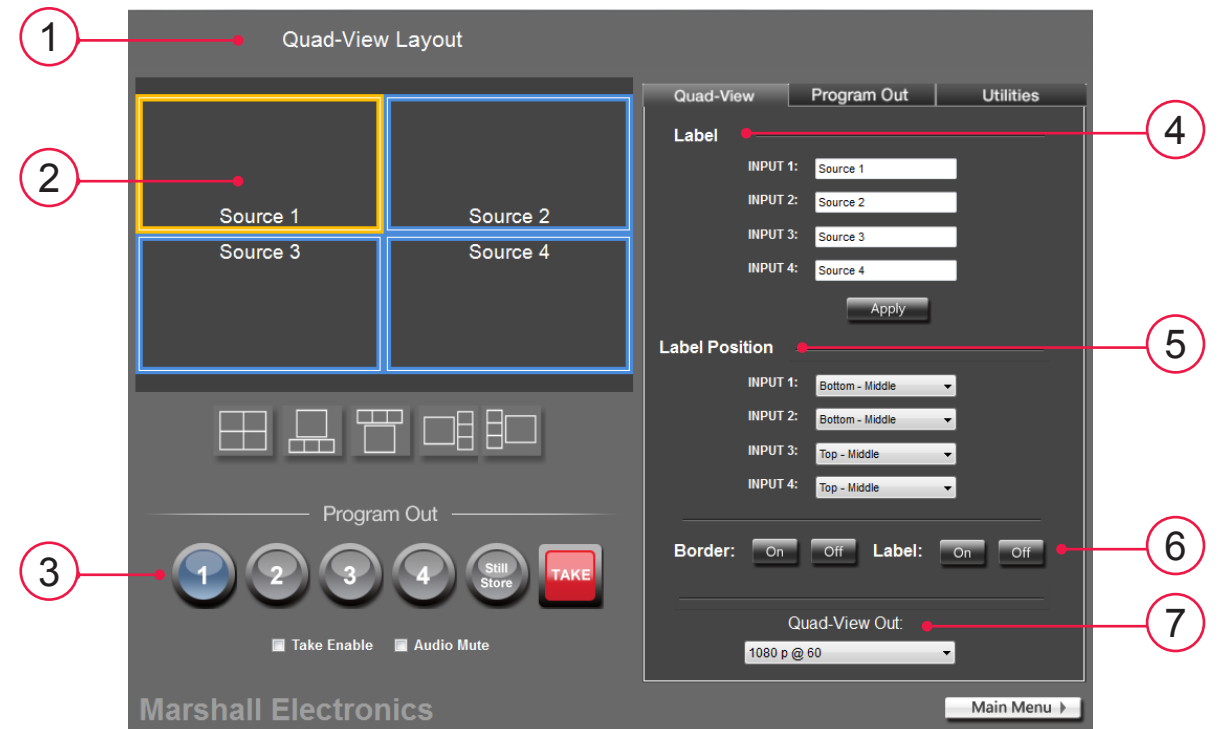 1
Quad-View Layout
2
Source 1
Source 2
Source 3
Source 4
Program Out
3
1
2
3
4
Still
Store
TAKE
Take Enable
Audio Mute
Marshall Electronics
Quad-View
Program Out
Utilities
4
Label
INPUT 1: Source 1
INPUT 2: Source 2
INPUT 3: Source 3
INPUT 4: Source 4
Apply
5
Label Position
INPUT 1: Bottom - Middle
INPUT 2: Bottom - Middle
INPUT 3: Top - Middle
INPUT 4: Top - Middle
6
Border: On Off Label: On Off
7
Quad-View Out:
1080 p @ 60
Main Menu